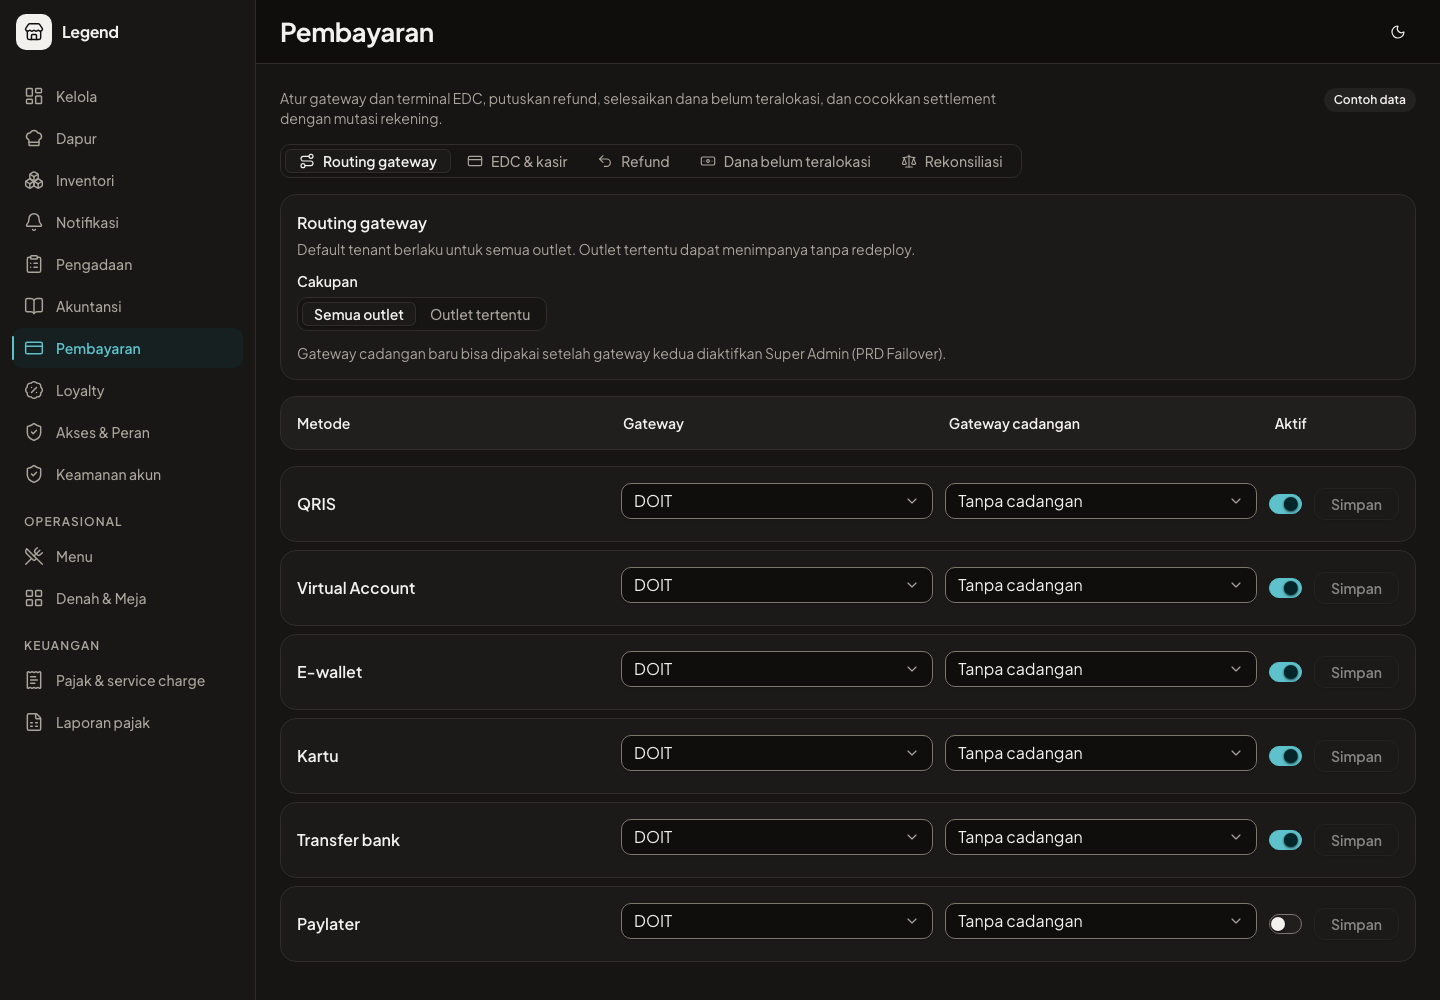 Legend
Kelola
Dapur
Inventori
Notifikasi
Pengadaan
Akuntansi
Pembayaran
Loyalty
Akses & Peran
Keamanan akun
OPERASIONAL
Menu
Denah & Meja
KEUANGAN
Pajak & service charge
Laporan pajak
Pembayaran
Atur gateway dan terminal EDC, putuskan refund, selesaikan dana belum teralokasi, dan cocokkan settlement
dengan mutasi rekening.
Contoh data
Routing gateway EDC & kasir Refund Dana belum teralokasi Rekonsiliasi
Routing gateway
Default tenant berlaku untuk semua outlet. Outlet tertentu dapat menimpanya tanpa redeploy.
Cakupan
Semua outlet Outlet tertentu
Gateway cadangan baru bisa dipakai setelah gateway kedua diaktifkan Super Admin (PRD Failover).
Metode Gateway Gateway cadangan Aktif
QRIS DOIT Tanpa cadangan Simpan
Virtual Account DOIT Tanpa cadangan Simpan
E-wallet DOIT Tanpa cadangan Simpan
Kartu DOIT Tanpa cadangan Simpan
Transfer bank DOIT Tanpa cadangan Simpan
Paylater DOIT Tanpa cadangan Simpan